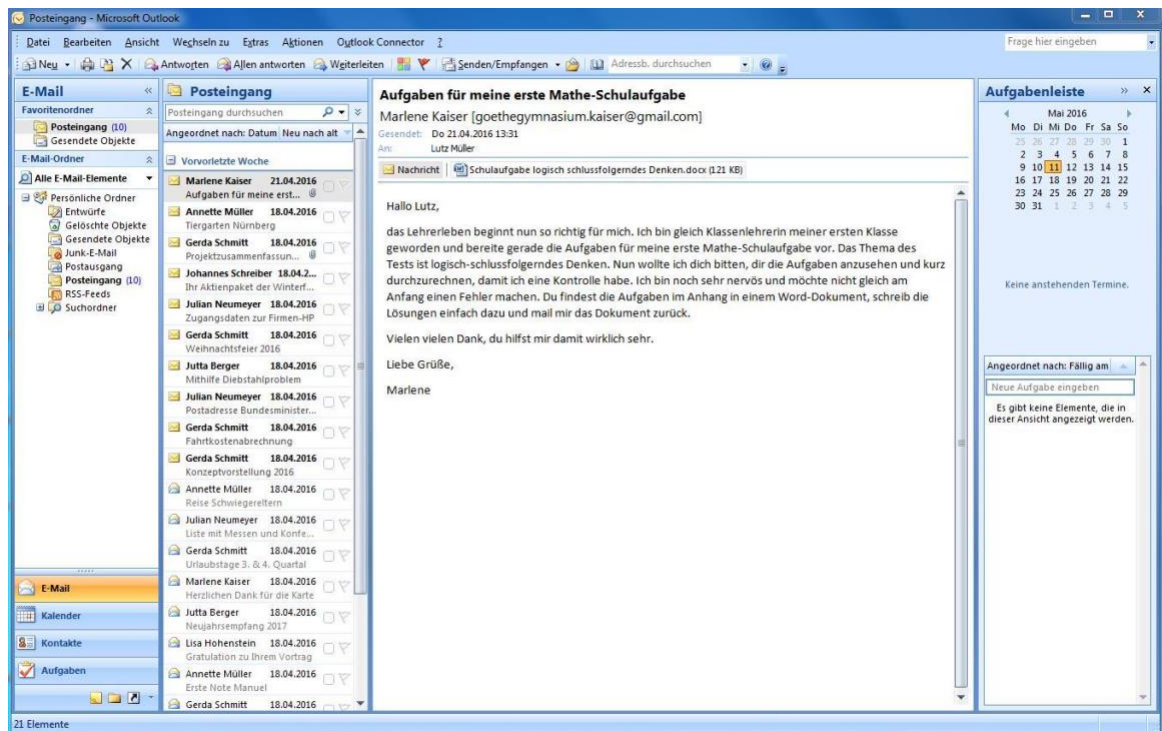 Posteingang - Microsoft Outlook
Datei Bearbeiten Ansicht Wechseln zu Extras Aktionen Outlook Connector ?
Frage hier eingeben
Neu Antworten Allen antworten Weiterleiten Senden/Empfangen Adressb. durchsuchen
E-Mail
Favoritenordner
Posteingang (10)
Gesendete Objekte
E-Mail-Ordner
Alle E-Mail-Elemente
Persönliche Ordner
Entwürfe
Gelöschte Objekte
Gesendete Objekte
Junk-E-Mail
Postausgang
Posteingang (10)
RSS-Feeds
Suchordner
E-Mail
Kalender
Kontakte
Aufgaben
21 Elemente
Posteingang
Posteingang durchsuchen
Angeordnet nach: Datum Neu nach alt
Vorvorletzte Woche
Marlene Kaiser 21.04.2016
Aufgaben für meine erst...
Annette Müller 18.04.2016
Tiergarten Nürnberg
Gerda Schmitt 18.04.2016
Projektzusammenfassun...
Johannes Schreiber 18.04.2...
Ihr Aktienpaket der Winterf...
Julian Neumeyer 18.04.2016
Zugangsdaten zur Firmen-HP
Gerda Schmitt 18.04.2016
Weihnachtsfeier 2016
Jutta Berger 18.04.2016
Mithilfe Diebstahlproblem
Julian Neumeyer 18.04.2016
Postadresse Bundesminister...
Gerda Schmitt 18.04.2016
Fahrtkostenabrechnung
Gerda Schmitt 18.04.2016
Konzeptvorstellung 2016
Annette Müller 18.04.2016
Reise Schwiegereltern
Julian Neumeyer 18.04.2016
Liste mit Messen und Konfe...
Gerda Schmitt 18.04.2016
Urlaubstage 3. & 4. Quartal
Marlene Kaiser 18.04.2016
Herzlichen Dank für die Karte
Jutta Berger 18.04.2016
Neujahrsempfang 2017
Lisa Hohenstein 18.04.2016
Gratulation zu Ihrem Vortrag
Annette Müller 18.04.2016
Erste Note Manuel
Gerda Schmitt 18.04.2016
Aufgaben für meine erste Mathe-Schulaufgabe
Marlene Kaiser [goethegymnasium.kaiser@gmail.com]
Gesendet: Do 21.04.2016 13:31
An: Lutz Müller
Nachricht Schulaufgabe logisch schlussfolgerndes Denken.docx (121 KB)
Hallo Lutz,
das Lehrerleben beginnt nun so richtig für mich. Ich bin gleich Klassenlehrerin meiner ersten Klasse
geworden und bereite gerade die Aufgaben für meine erste Mathe-Schulaufgabe vor. Das Thema des
Tests ist logisch-schlussfolgerndes Denken. Nun wollte ich dich bitten, dir die Aufgaben anzusehen und kurz
durchzurechnen, damit ich eine Kontrolle habe. Ich bin noch sehr nervös und möchte nicht gleich am
Anfang einen Fehler machen. Du findest die Aufgaben im Anhang in einem Word-Dokument, schreib die
Lösungen einfach dazu und mail mir das Dokument zurück.
Vielen vielen Dank, du hilfst mir damit wirklich sehr.
Liebe Grüße,
Marlene
Aufgabenleiste
Mai 2016
Mo Di Mi Do Fr Sa So
25 26 27 28 29 30 1
2 3 4 5 6 7 8
9 10 11 12 13 14 15
16 17 18 19 20 21 22
23 24 25 26 27 28 29
30 31 1 2 3 4 5
Keine anstehenden Termine.
Angeordnet nach: Fällig am
Neue Aufgabe eingeben
Es gibt keine Elemente, die in
dieser Ansicht angezeigt werden.